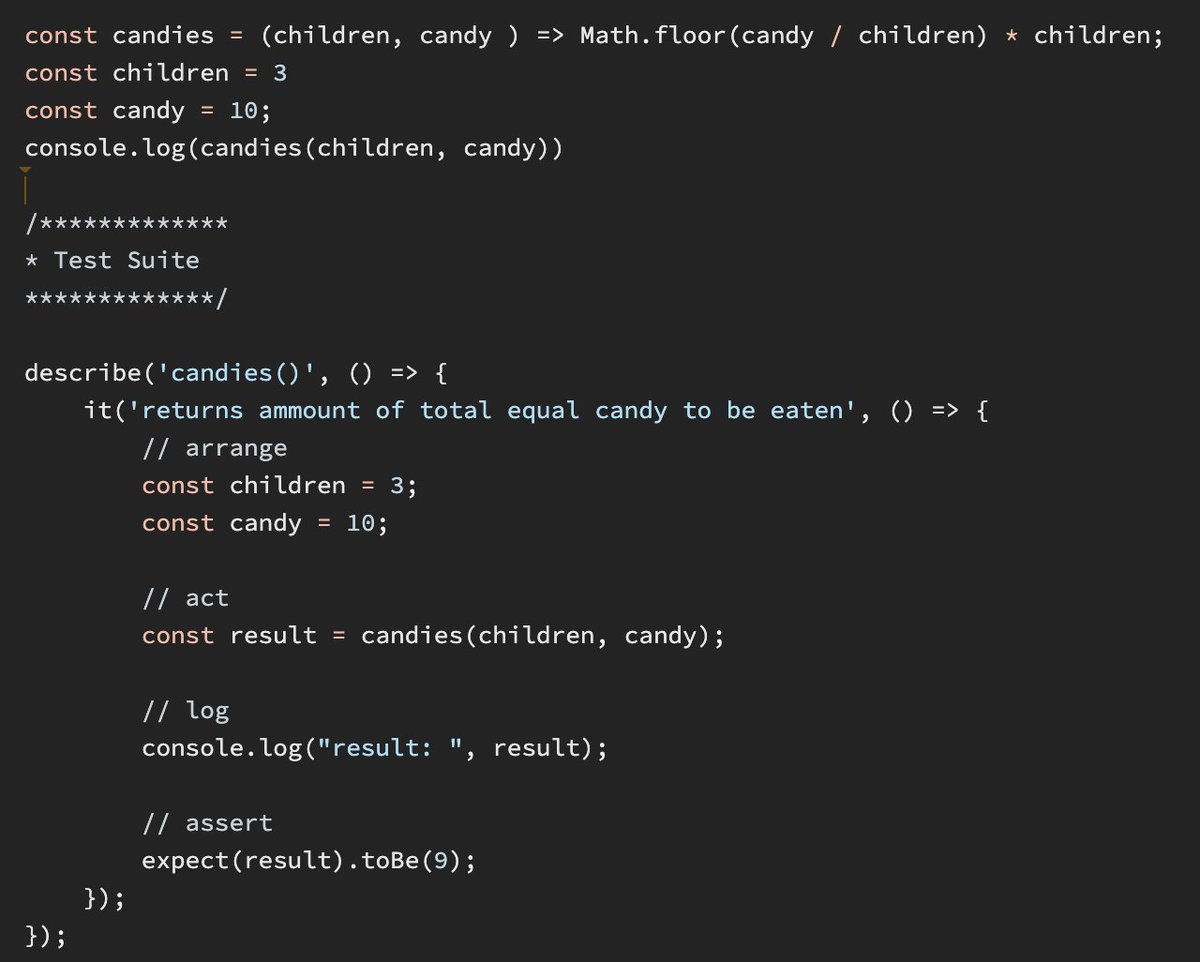 const candies = (children, candy ) => Math.floor(candy / children) * children;
const children = 3
const candy = 10;
console.log(candies(children, candy))
/*************
* Test Suite
*************/
describe('candies()', () => {
    it('returns ammount of total equal candy to be eaten', () => {
        // arrange
        const children = 3;
        const candy = 10;
        // act
        const result = candies(children, candy);
        // log
        console.log("result: ", result);
        // assert
        expect(result).toBe(9);
    });
});